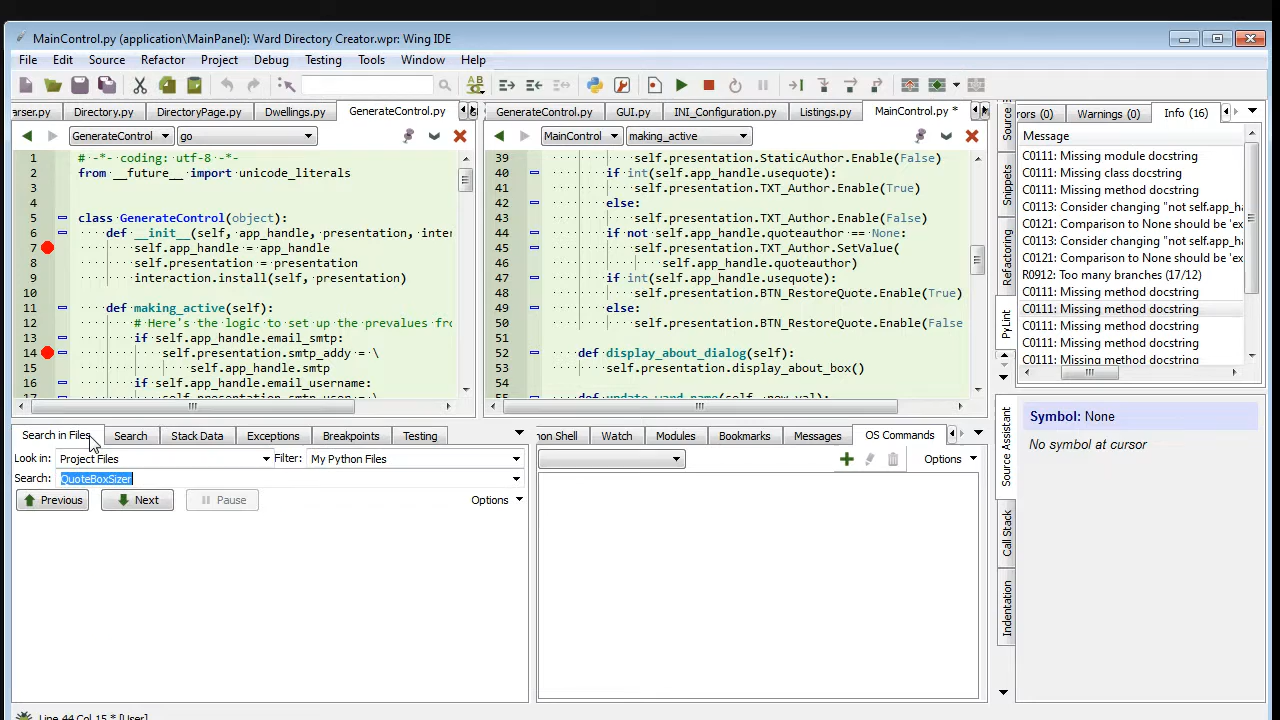 MainControl.py (application\MainPanel): Ward Directory Creator.wpr: Wing IDE
File Edit Source Refactor Project Debug Testing Tools Window Help
arser.py Directory.py DirectoryPage.py Dwellings.py GenerateControl.py
GenerateControl go
1 # -*- coding: utf-8 -*-
2 from __future__ import unicode_literals
3
4
5 class GenerateControl(object):
6 def __init__(self, app_handle, presentation, inter
7 self.app_handle = app_handle
8 self.presentation = presentation
9 interaction.install(self, presentation)
10
11 def making_active(self):
12 # Here's the logic to set up the prevalues fro
13 if self.app_handle.email_smtp:
14 self.presentation.smtp_addy = \
15 self.app_handle.smtp
16 if self.app_handle.email_username:
GenerateControl.py GUI.py INI_Configuration.py Listings.py MainControl.py *
MainControl making_active
39 self.presentation.StaticAuthor.Enable(False)
40 if int(self.app_handle.usequote):
41 self.presentation.TXT_Author.Enable(True)
42 else:
43 self.presentation.TXT_Author.Enable(False)
44 if not self.app_handle.quoteauthor == None:
45 self.presentation.TXT_Author.SetValue(
46 self.app_handle.quoteauthor)
47 if int(self.app_handle.usequote):
48 self.presentation.BTN_RestoreQuote.Enable(True)
49 else:
50 self.presentation.BTN_RestoreQuote.Enable(False
51
52 def display_about_dialog(self):
53 self.presentation.display_about_box()
54
55 def update_ward_name(self, new_val):
Source
Snippets
Refactoring
PyLint
rors (0) Warnings (0) Info (16)
Message
C0111: Missing module docstring
C0111: Missing class docstring
C0111: Missing method docstring
C0113: Consider changing "not self.app_ha
C0121: Comparison to None should be 'ex
C0113: Consider changing "not self.app_ha
C0121: Comparison to None should be 'ex
R0912: Too many branches (17/12)
C0111: Missing method docstring
C0111: Missing method docstring
C0111: Missing method docstring
C0111: Missing method docstring
C0111: Missing method docstring
Search in Files Search Stack Data Exceptions Breakpoints Testing
Look in: Project Files Filter: My Python Files
Search: QuoteBoxSizer
Previous Next Pause Options
on Shell Watch Modules Bookmarks Messages OS Commands
Options
Source Assistant
Call Stack
Indentation
Symbol: None
No symbol at cursor
Line 44 Col 15 * [User]